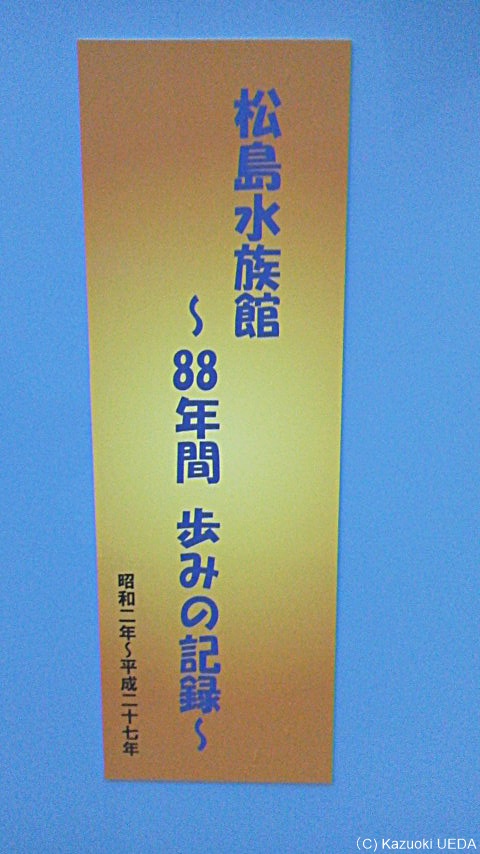 松島水族館
～88年間 歩みの記録～
昭和二年～平成二十七年
(C) Kazuoki UEDA